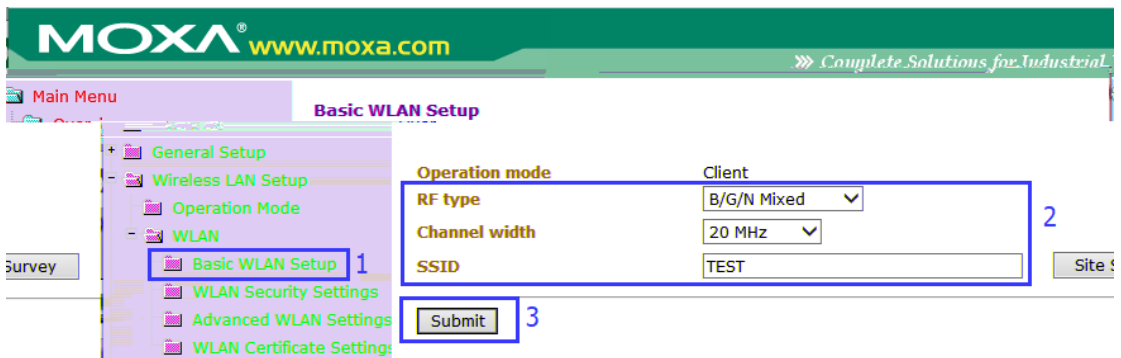 MOXA® www.moxa.com
Complete Solutions for Industrial
Main Menu
Basic WLAN Setup
General Setup
Wireless LAN Setup
Operation Mode
WLAN
Basic WLAN Setup 1
WLAN Security Settings
Advanced WLAN Settings
WLAN Certificate Settings
Survey
Operation mode Client
RF type B/G/N Mixed
Channel width 20 MHz
2
SSID TEST Site
Submit 3